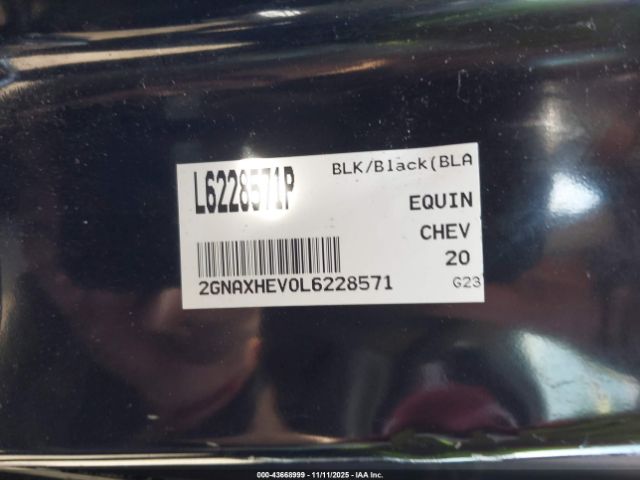 L6228571P
BLK/Black(BLA
EQUIN
CHEV
20
2GNAXHEV0L6228571
G23
000-43668999 - 11/11/2025 - IAA Inc.